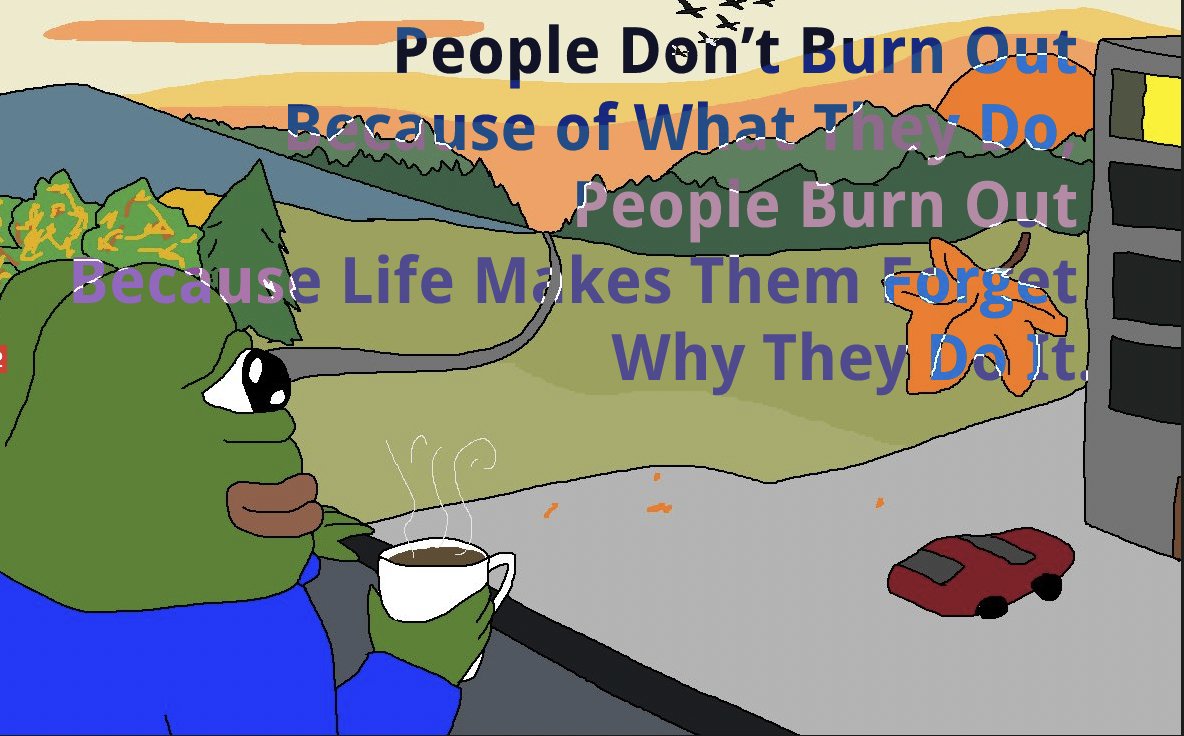 People Don’t Burn Out
Because of What They Do,
People Burn Out
Because Life Makes Them Forget
Why They Do It.